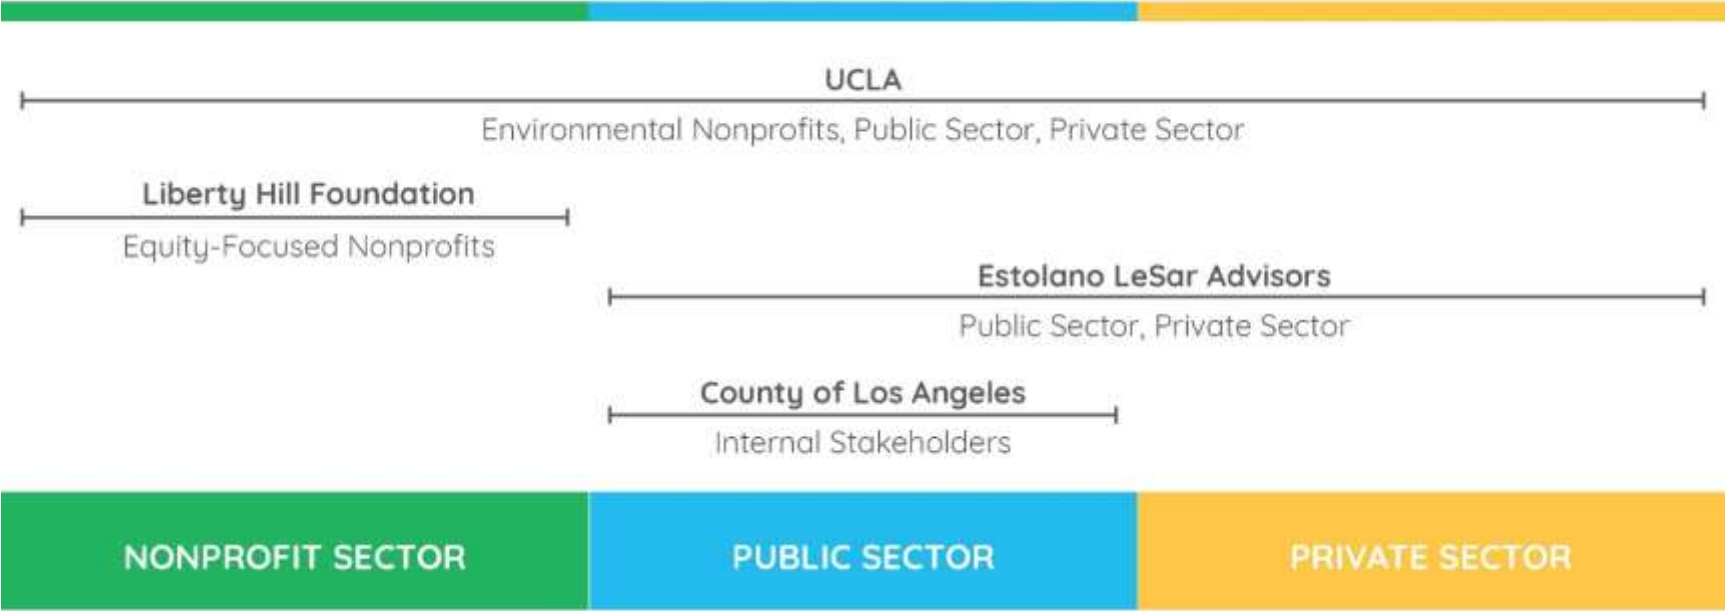 UCLA
Environmental Nonprofits, Public Sector, Private Sector
Liberty Hill Foundation
Equity-Focused Nonprofits
Estolano LeSar Advisors
Public Sector, Private Sector
County of Los Angeles
Internal Stakeholders
NONPROFIT SECTOR
PUBLIC SECTOR
PRIVATE SECTOR